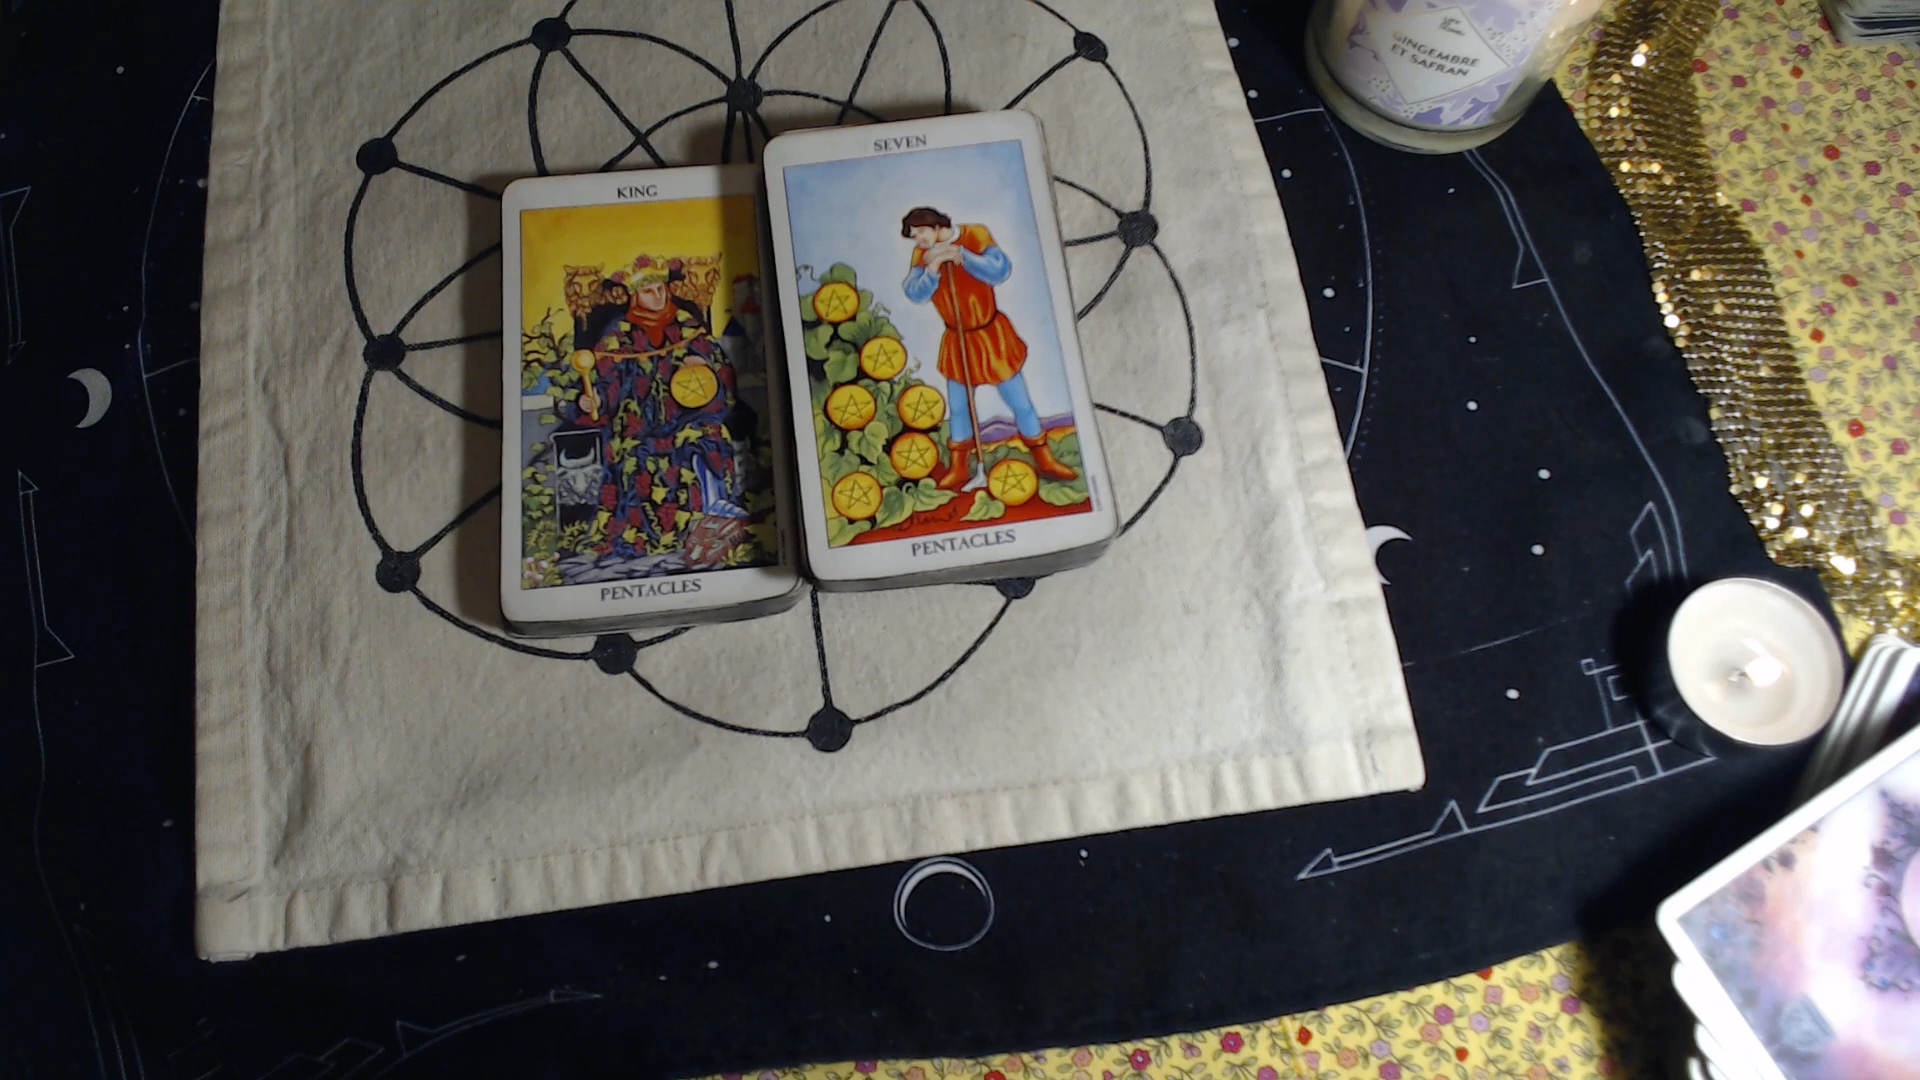 KING
PENTACLES
SEVEN
PENTACLES
GINGEMBRE
ET SAFRAN